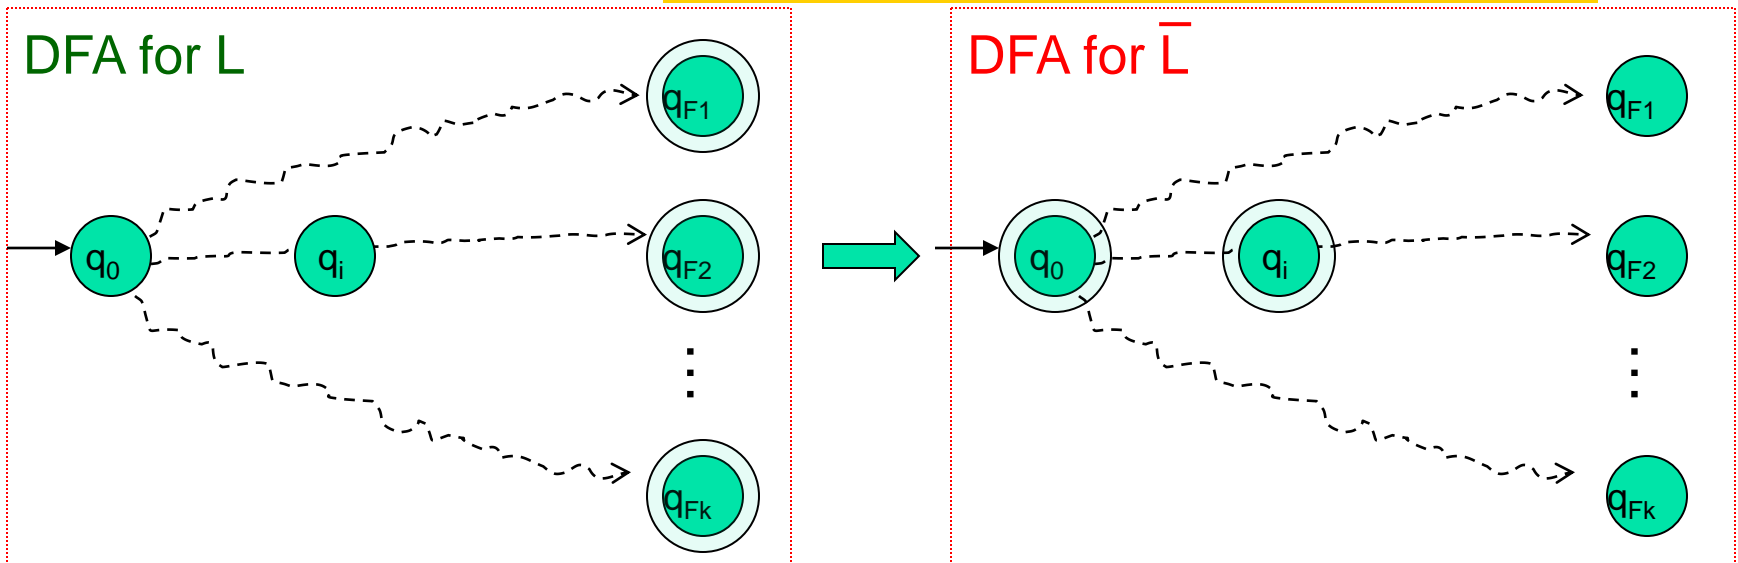 DFA for L
q0
qi
qF1
qF2
⋮
qFk
DFA for L̅
q0
qi
qF1
qF2
⋮
qFk